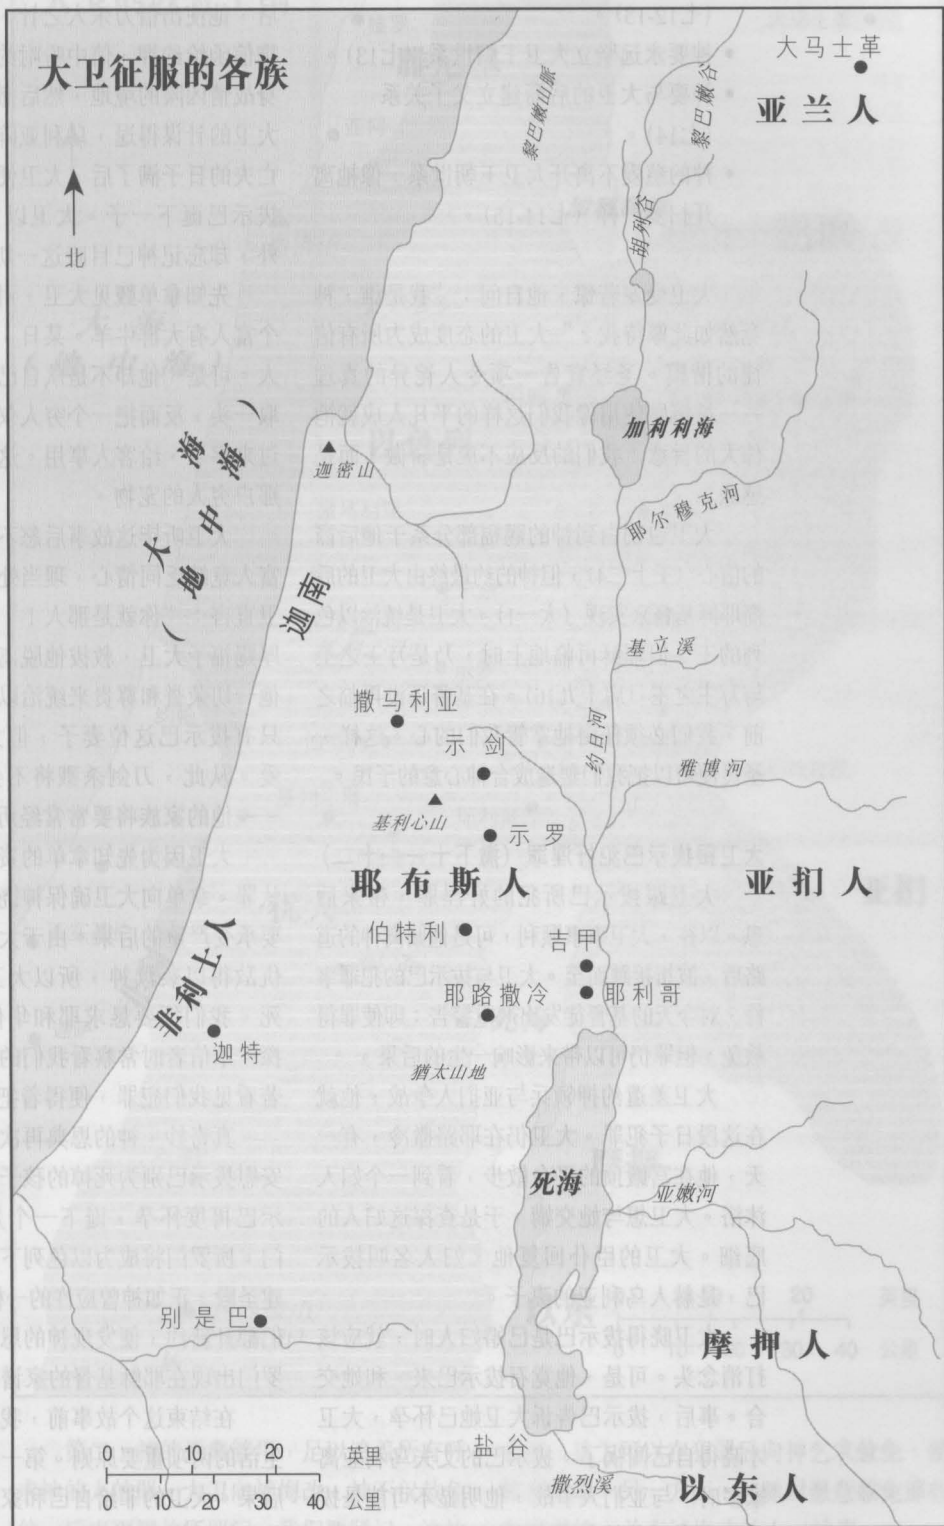 大卫征服的各族
北
大马士革
亚兰人
黎巴嫩山脉
黎巴嫩谷
胡列谷
大海
（地中海）
迦密山
加利利海
耶尔穆克河
迦南
基立溪
撒马利亚
示剑
约旦河
雅博河
基利心山
示罗
耶布斯人
亚扪人
伯特利
吉甲
菲利士人
耶路撒冷
耶利哥
迦特
犹太山地
死海
亚嫩河
别是巴
摩押人
盐谷
撒烈溪
以东人
0 10 20 英里
0 10 20 30 40 公里